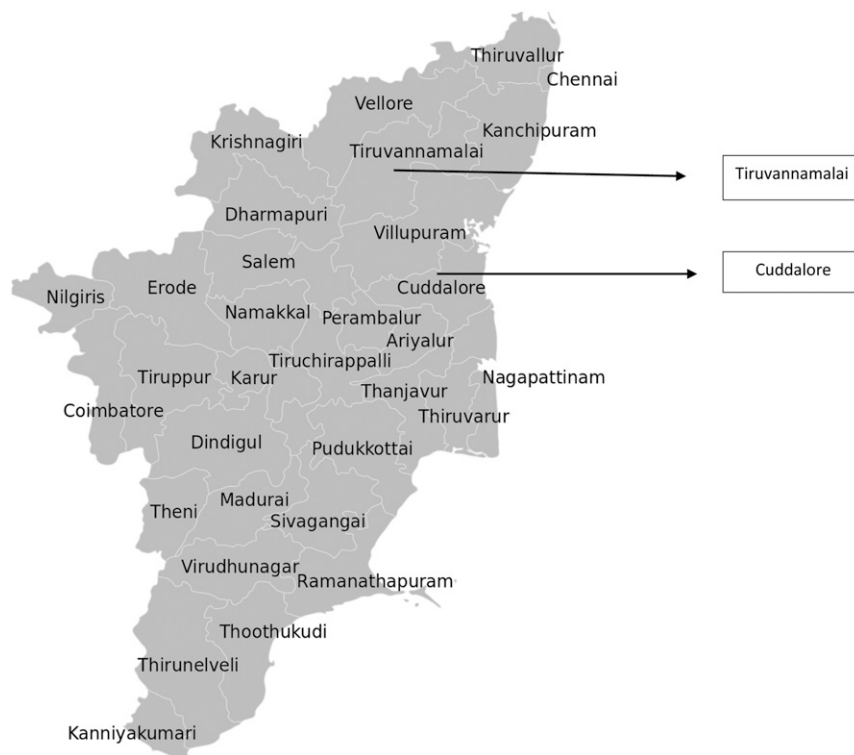 Thiruvallur
Chennai
Vellore
Kanchipuram
Krishnagiri
Tiruvannamalai
Tiruvannamalai
Dharmapuri
Villupuram
Salem
Cuddalore
Nilgiris
Erode
Cuddalore
Namakkal
Perambalur
Ariyalur
Tiruchirappalli
Tiruppur
Karur
Nagapattinam
Thanjavur
Coimbatore
Thiruvarur
Dindigul
Pudukkottai
Madurai
Theni
Sivagangai
Virudhunagar
Ramanathapuram
Thoothukudi
Thirunelveli
Kanniyakumari